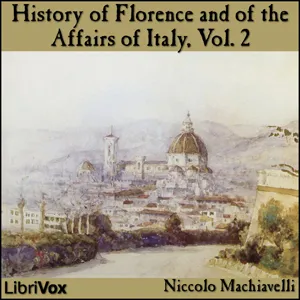 History of Florence and of the
Affairs of Italy, Vol. 2
LibriVox Niccolo Machiavelli